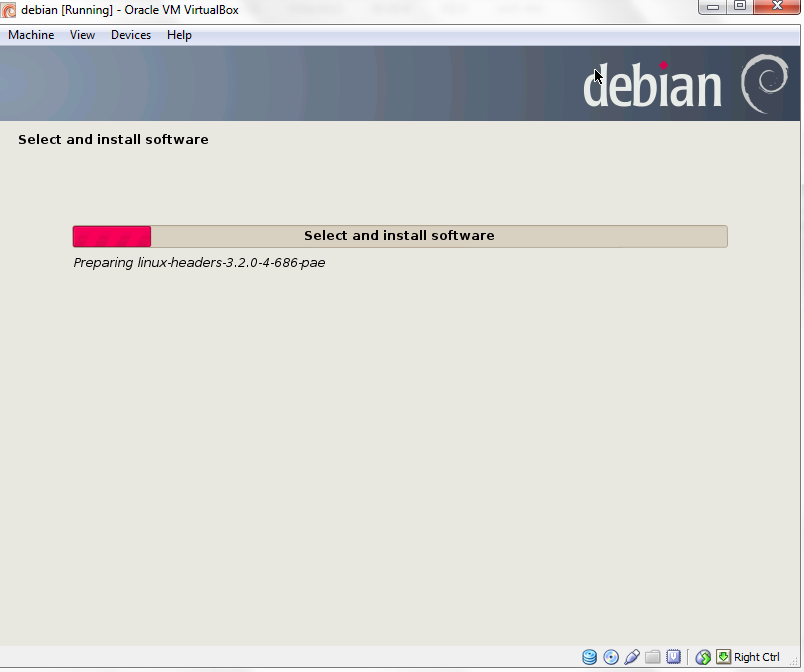 debian [Running] - Oracle VM VirtualBox
Machine View Devices Help
debian
Select and install software
Select and install software
Preparing linux-headers-3.2.0-4-686-pae
Right Ctrl